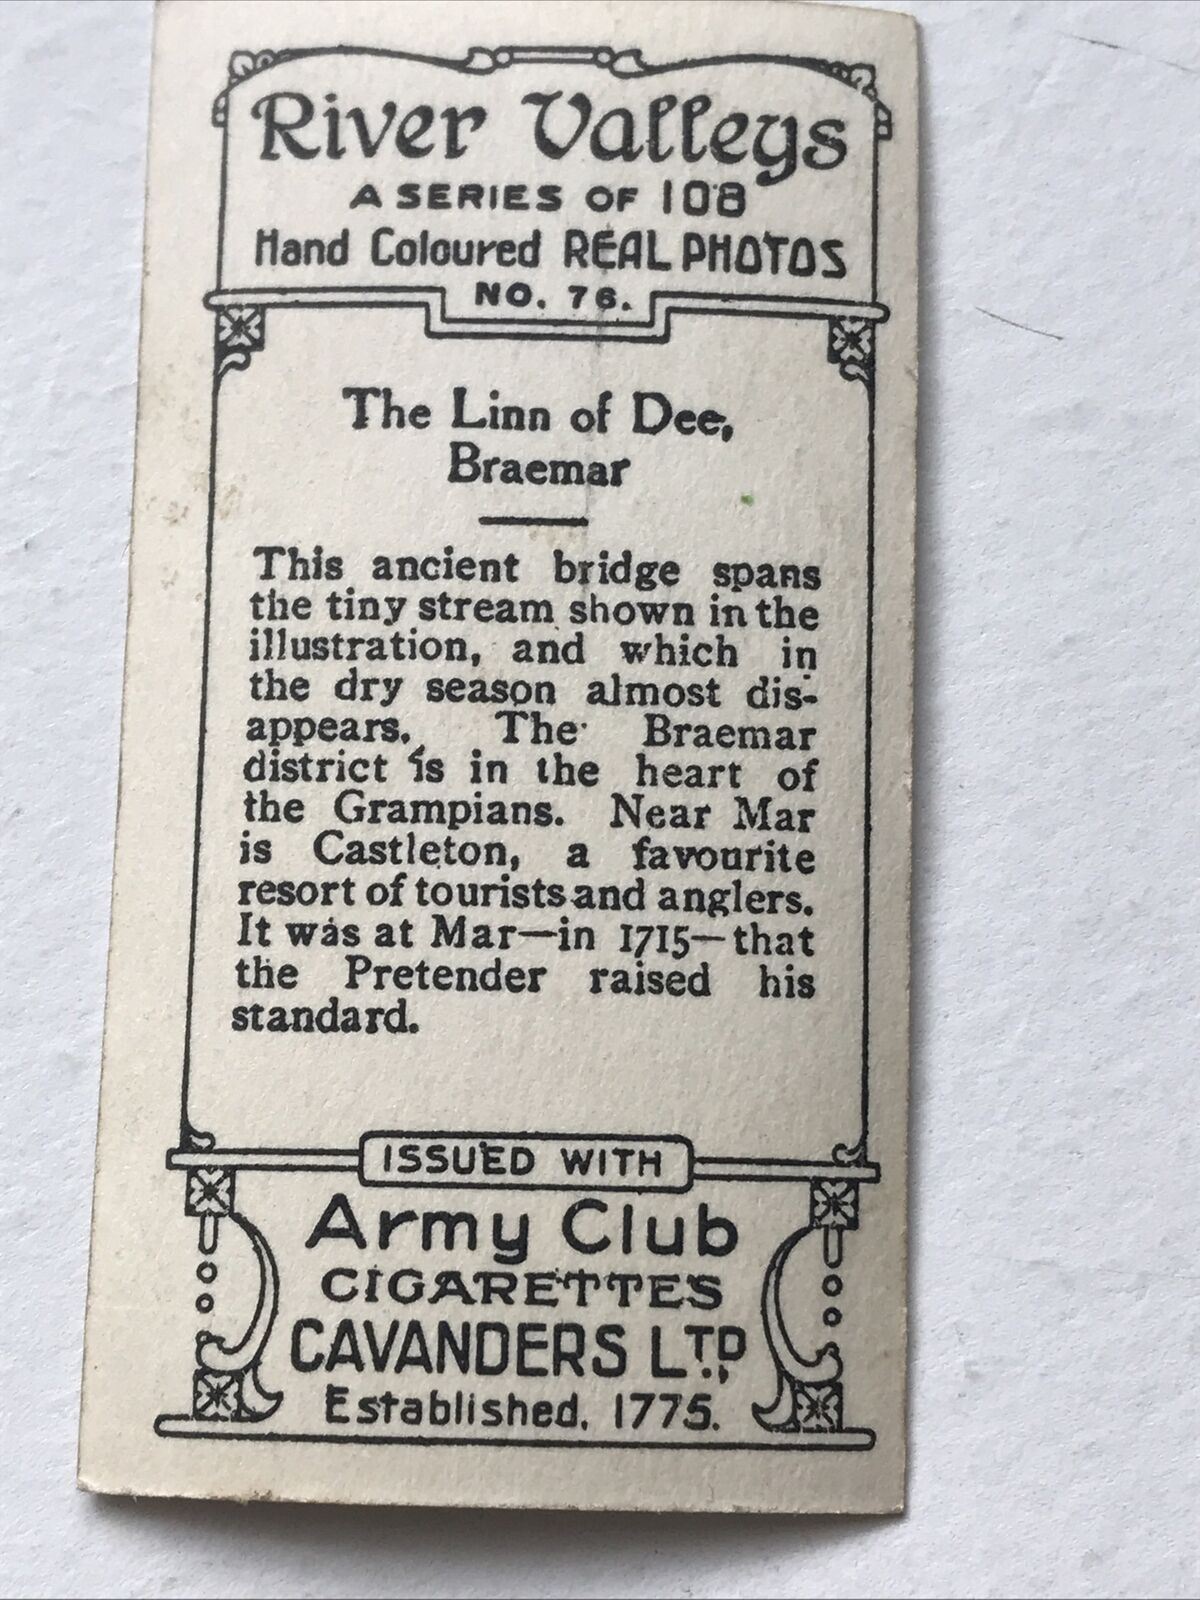 River Valleys
A SERIES OF 108
Hand Coloured REAL PHOTOS
NO. 76.
The Linn of Dee,
Braemar
This ancient bridge spans
the tiny stream shown in the
illustration, and which in
the dry season almost dis-
appears. The Braemar
district is in the heart of
the Grampians. Near Mar
is Castleton, a favourite
resort of tourists and anglers.
It was at Mar—in 1715—that
the Pretender raised his
standard.
ISSUED WITH
Army Club
CIGARETTES
CAVANDERS LTD.,
Established, 1775.